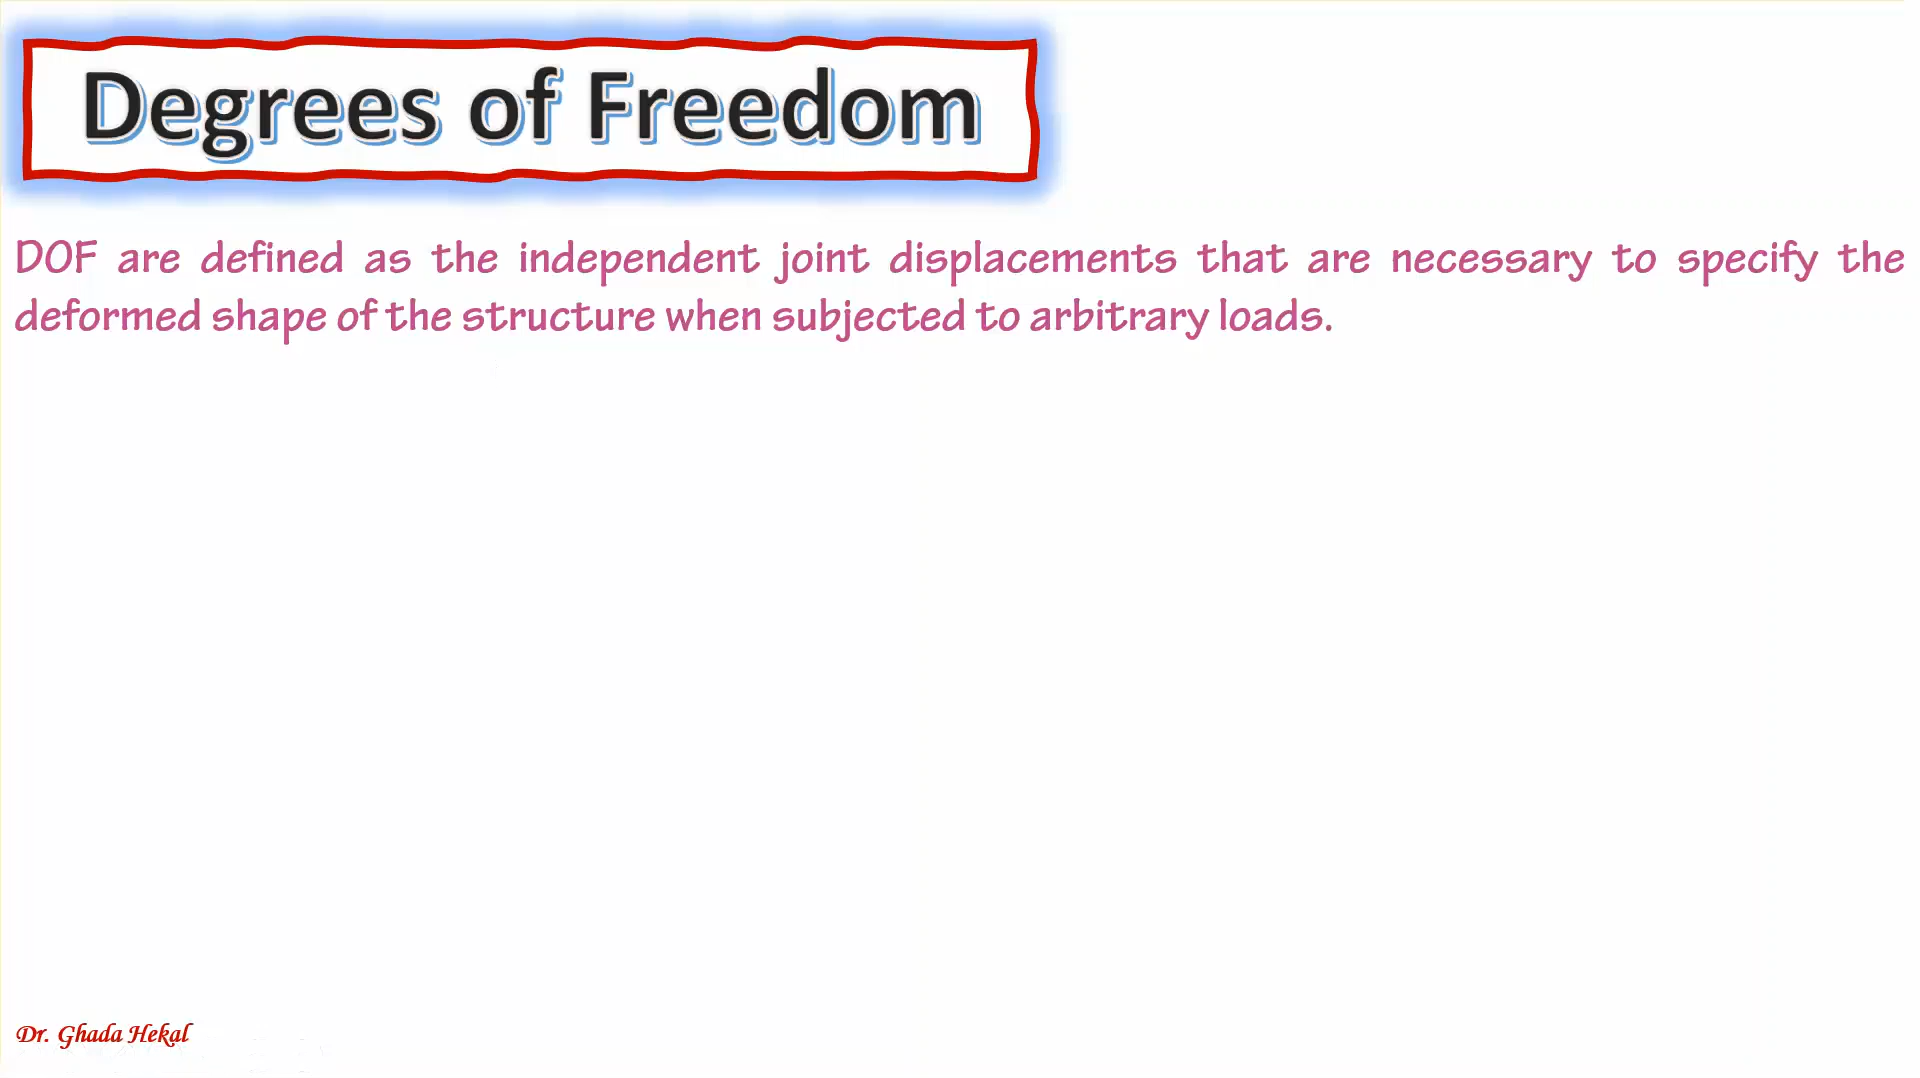 Degrees of Freedom
DOF are defined as the independent joint displacements that are necessary to specify the
deformed shape of the structure when subjected to arbitrary loads.
Dr. Ghada Hekal